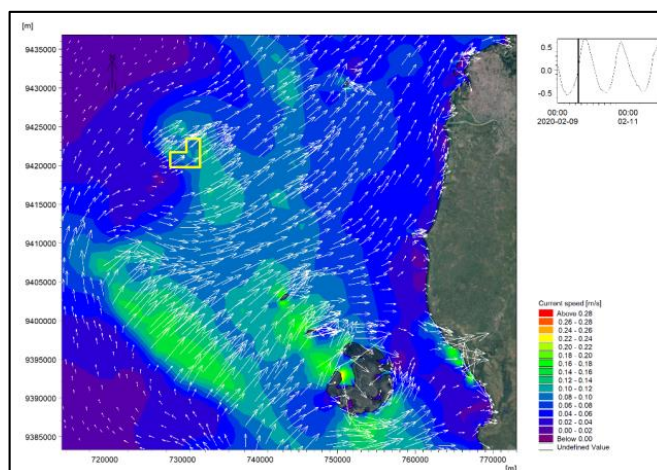 [m]
9435000
9430000
9425000
9420000
9415000
9410000
9405000
9400000
9395000
9390000
9385000
720000 730000 740000 750000 760000 770000
[m]
0.5
0.0
-0.5
00:00 00:00
2020-02-09 02-11
Current speed [m/s]
Above 0.28
0.26 - 0.28
0.24 - 0.26
0.22 - 0.24
0.20 - 0.22
0.18 - 0.20
0.16 - 0.18
0.14 - 0.16
0.12 - 0.14
0.10 - 0.12
0.08 - 0.10
0.06 - 0.08
0.04 - 0.06
0.02 - 0.04
0.00 - 0.02
Below 0.00
Undefined Value